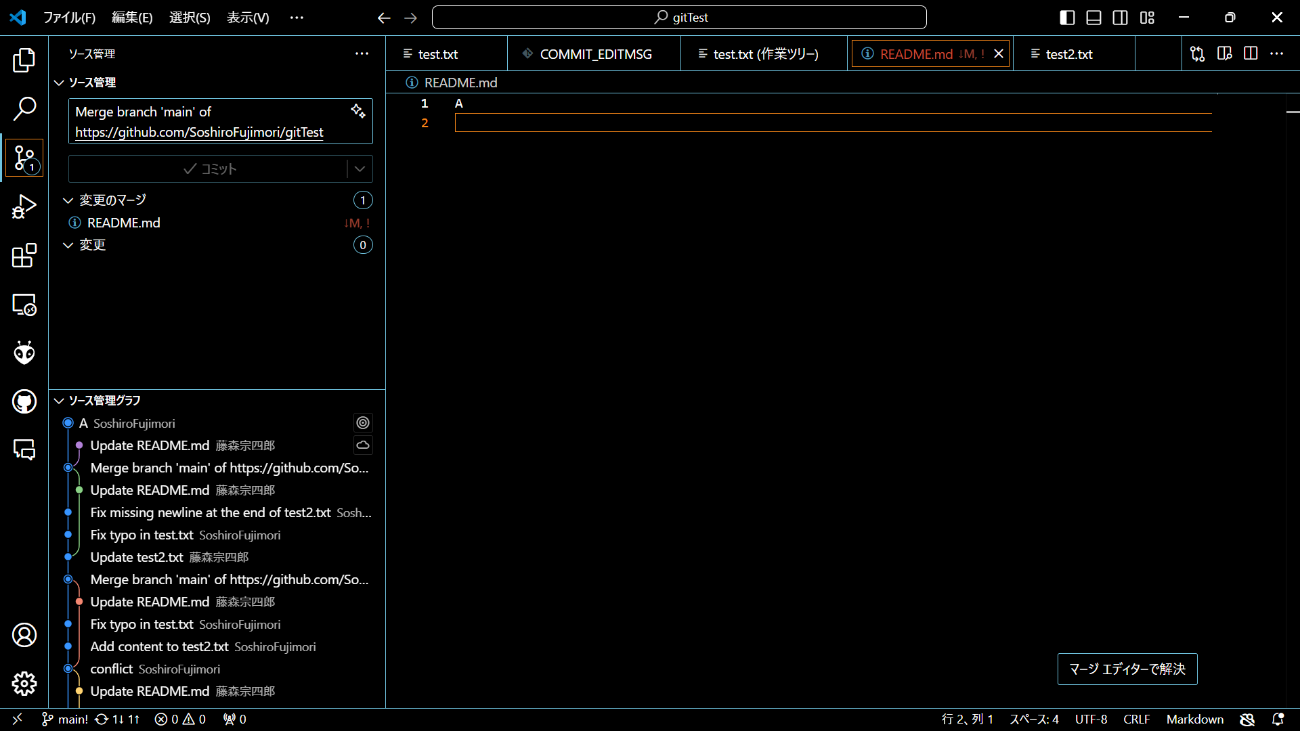 ファイル(F) 編集(E) 選択(S) 表示(V) ··· gitTest
ソース管理 ···
test.txt COMMIT_EDITMSG test.txt (作業ツリー) README.md ↓M, ! test2.txt ···
ソース管理
README.md
Merge branch 'main' of
https://github.com/SoshiroFujimori/gitTest
1 A
2
1
コミット
変更のマージ 1
README.md ↓M, !
変更 0
ソース管理グラフ
A SoshiroFujimori
Update README.md 藤森宗四郎
Merge branch 'main' of https://github.com/So...
Update README.md 藤森宗四郎
Fix missing newline at the end of test2.txt Sosh...
Fix typo in test.txt SoshiroFujimori
Update test2.txt 藤森宗四郎
Merge branch 'main' of https://github.com/So...
Update README.md 藤森宗四郎
Fix typo in test.txt SoshiroFujimori
Add content to test2.txt SoshiroFujimori
conflict SoshiroFujimori
Update README.md 藤森宗四郎
マージ エディターで解決
main! 1↓ 1↑ 0 0 0 行 2、列 1 スペース: 4 UTF-8 CRLF Markdown